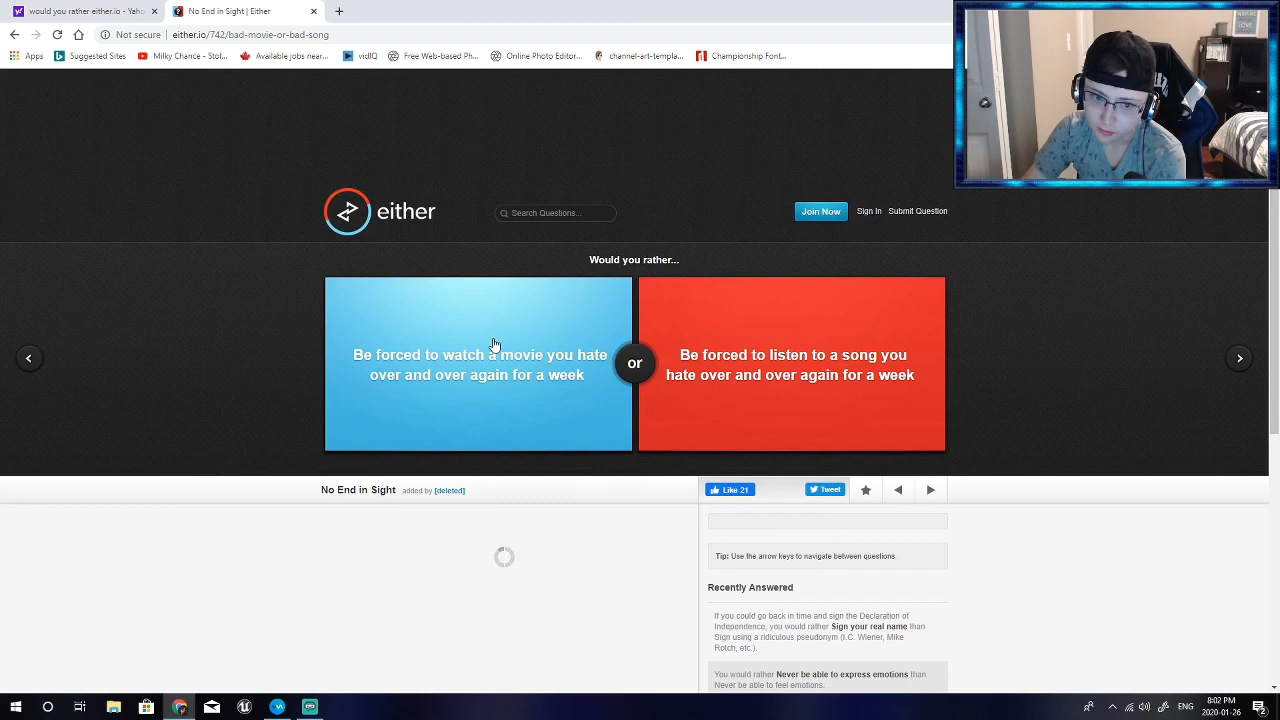 would you rather either.io - Yah
No End in Sight | Either
Not secure | either.io/742/bad-movie-or-bad-song
Apps
Suggested Sites
Milky Chance - Stol...
Available jobs near...
vidIQ
Free Web-based Ph...
Online Photo Editor...
channel-art-templa...
Championship Font...
either
Search Questions...
Join Now
Sign In
Submit Question
Would you rather...
Be forced to watch a movie you hate
over and over again for a week
or
Be forced to listen to a song you
hate over and over again for a week
No End in Sight added by [deleted]
Like 21
Tweet
Tip: Use the arrow keys to navigate between questions.
Recently Answered
If you could go back in time and sign the Declaration of
Independence, you would rather Sign your real name than
Sign using a ridiculous pseudonym (I.C. Wiener, Mike
Rotch, etc.).
You would rather Never be able to express emotions than
Never be able to feel emotions.
ENG
8:02 PM
2020-01-26
2